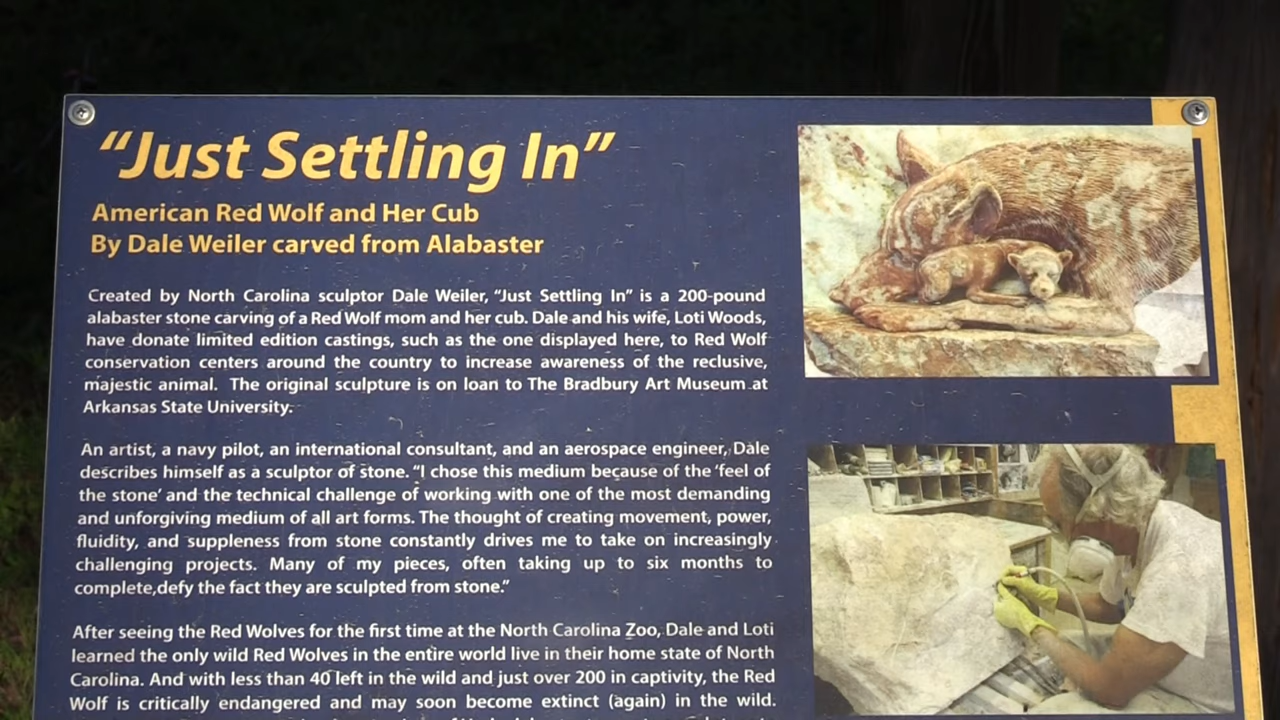 “Just Settling In”
American Red Wolf and Her Cub
By Dale Weiler carved from Alabaster
Created by North Carolina sculptor Dale Weiler, “Just Settling In” is a 200-pound
alabaster stone carving of a Red Wolf mom and her cub. Dale and his wife, Loti Woods,
have donate limited edition castings, such as the one displayed here, to Red Wolf
conservation centers around the country to increase awareness of the reclusive,
majestic animal. The original sculpture is on loan to The Bradbury Art Museum at
Arkansas State University.
An artist, a navy pilot, an international consultant, and an aerospace engineer, Dale
describes himself as a sculptor of stone. “I chose this medium because of the ‘feel of
the stone’ and the technical challenge of working with one of the most demanding
and unforgiving medium of all art forms. The thought of creating movement, power,
fluidity, and suppleness from stone constantly drives me to take on increasingly
challenging projects. Many of my pieces, often taking up to six months to
complete,defy the fact they are sculpted from stone.”
After seeing the Red Wolves for the first time at the North Carolina Zoo, Dale and Loti
learned the only wild Red Wolves in the entire world live in their home state of North
Carolina. And with less than 40 left in the wild and just over 200 in captivity, the Red
Wolf is critically endangered and may soon become extinct (again) in the wild.